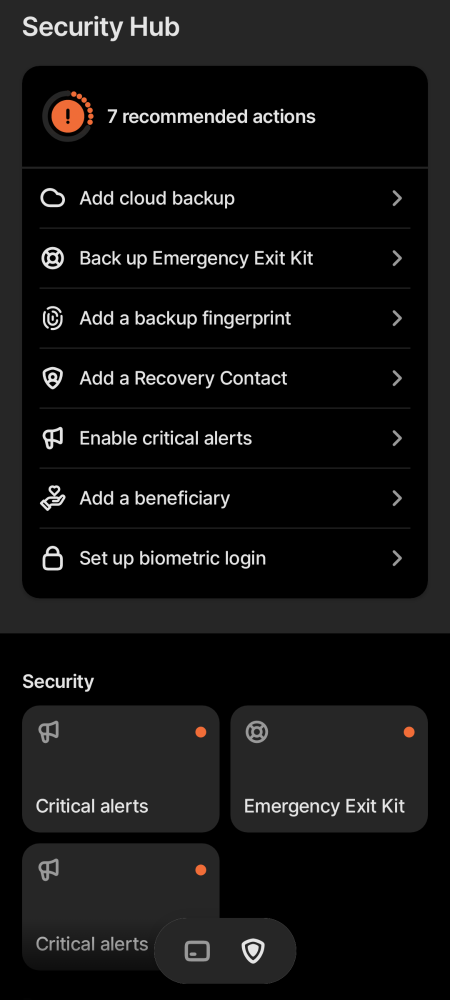 Security Hub
7 recommended actions
Add cloud backup
Back up Emergency Exit Kit
Add a backup fingerprint
Add a Recovery Contact
Enable critical alerts
Add a beneficiary
Set up biometric login
Security
Critical alerts
Emergency Exit Kit
Critical alerts